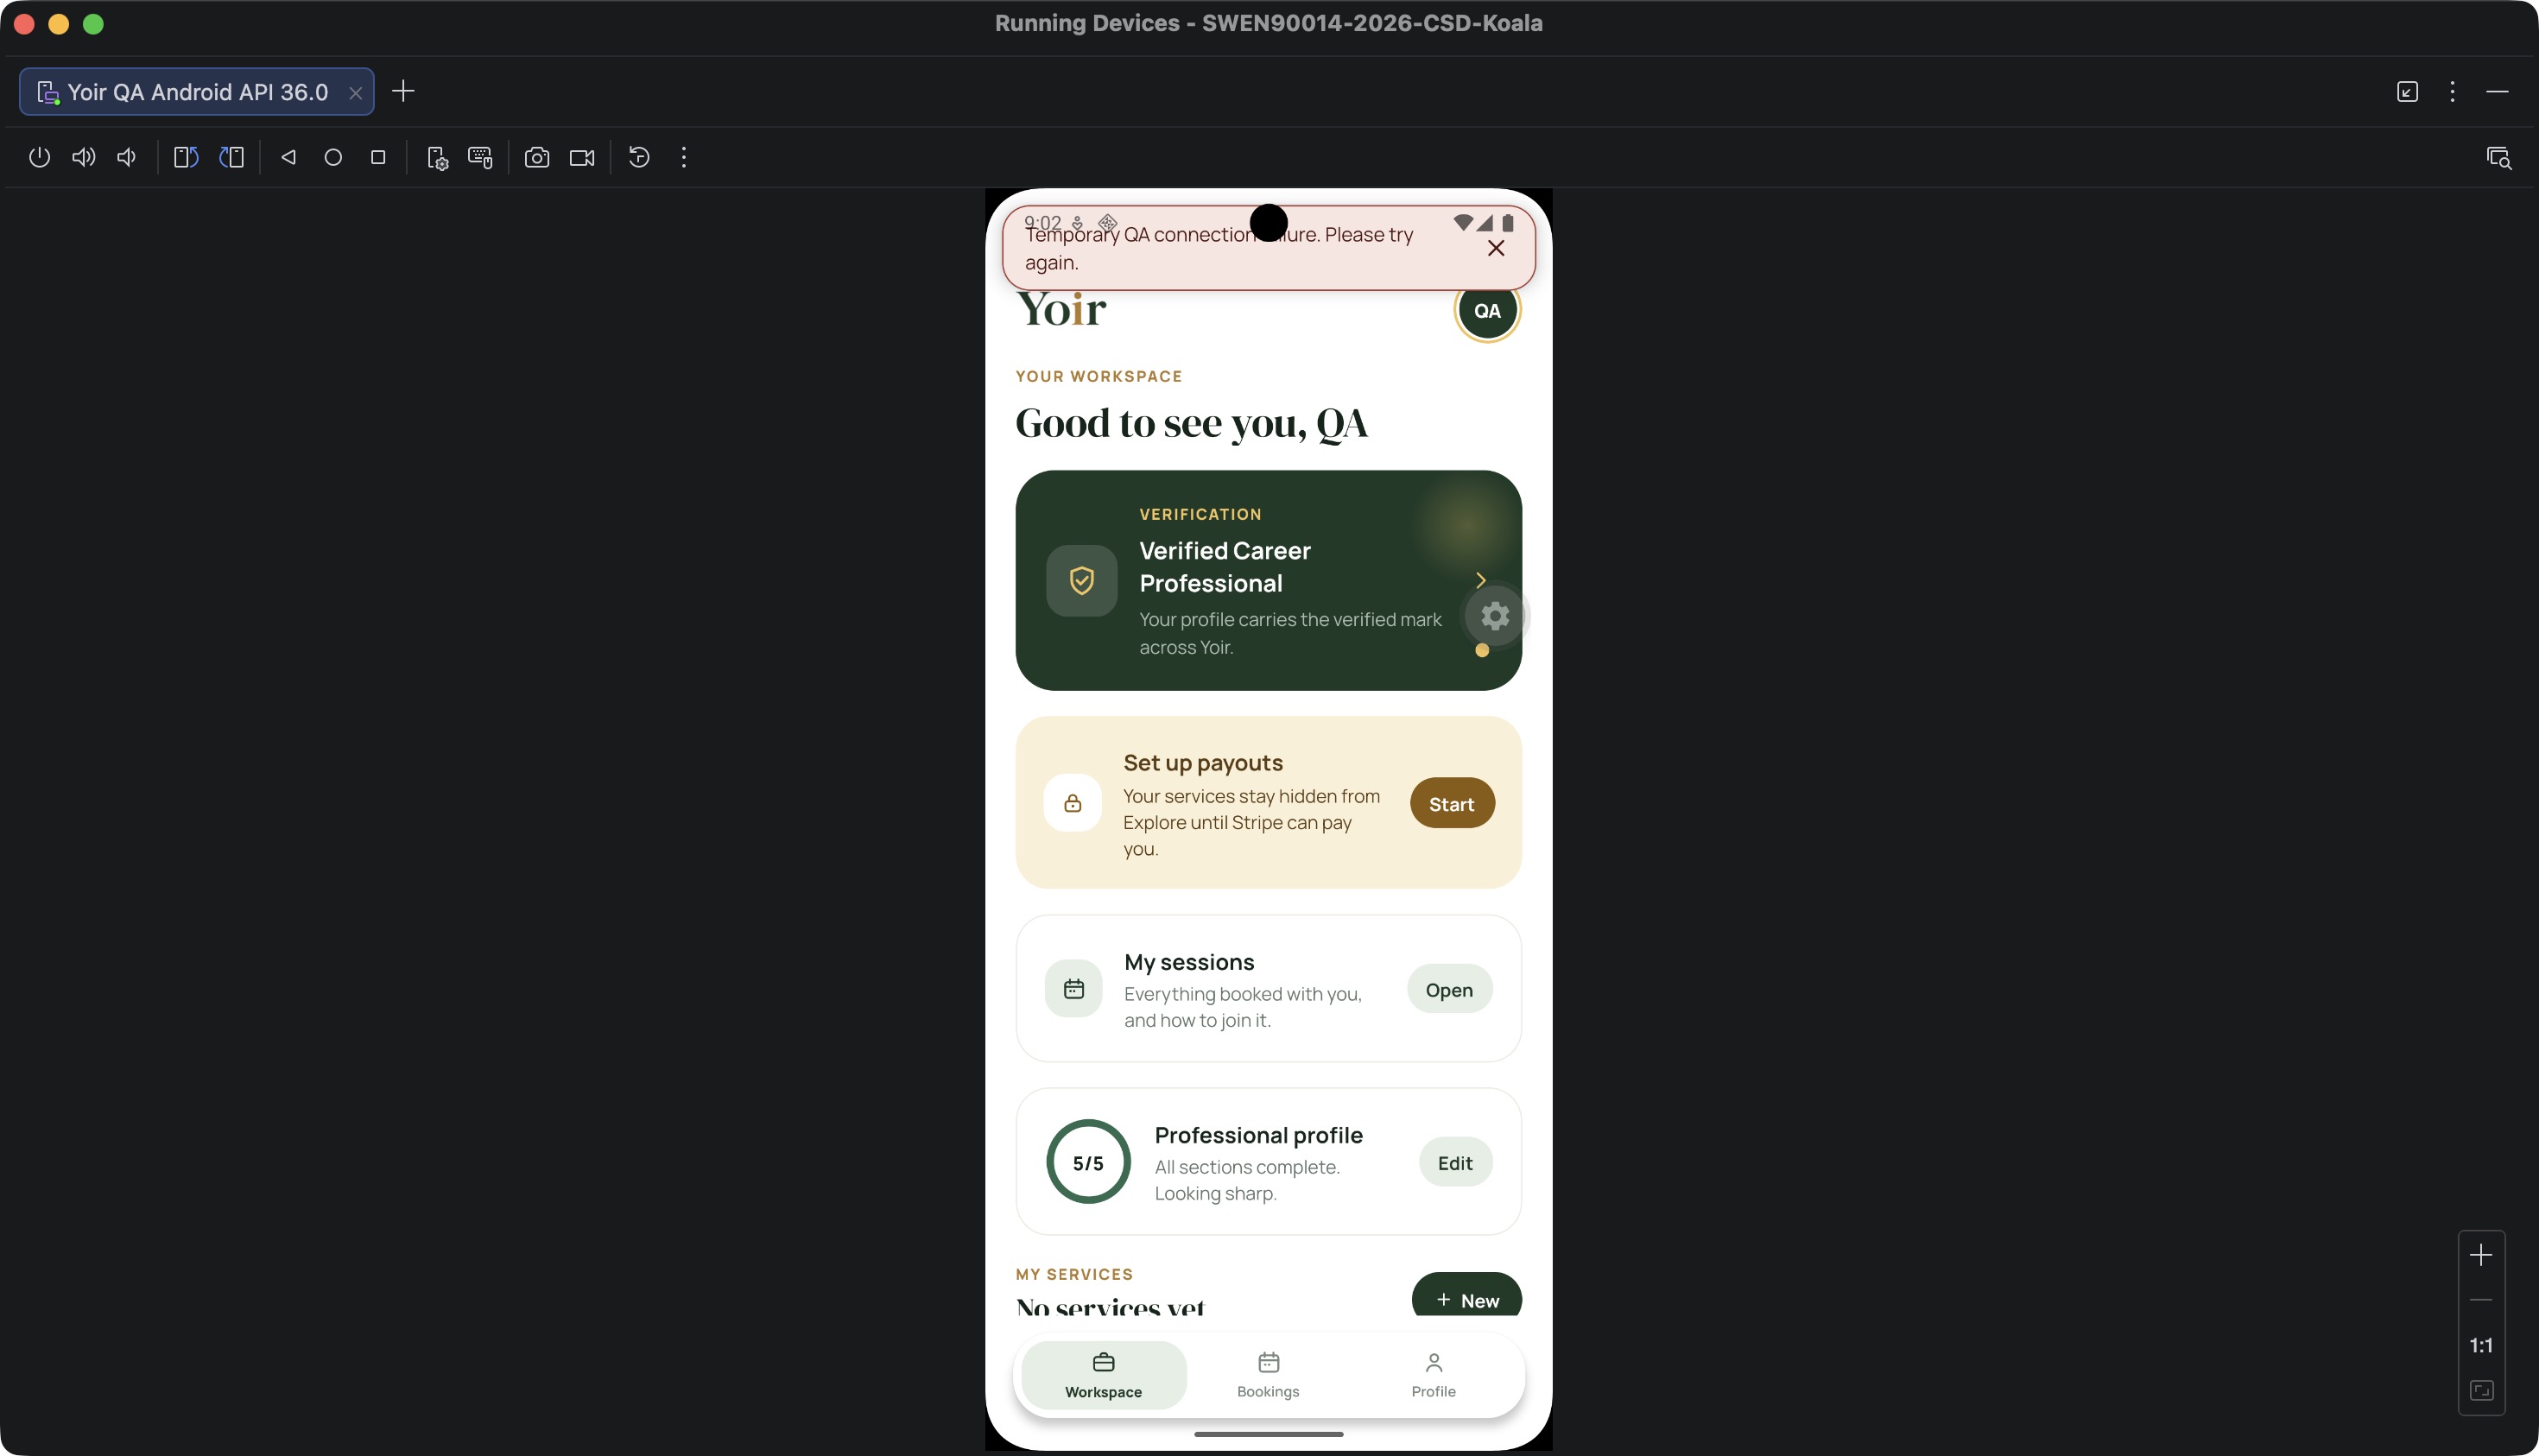 Running Devices - SWEN90014-2026-CSD-Koala
Yoir QA Android API 36.0
9:02
Temporary QA connection. Please try
again.
Yoir
QA
YOUR WORKSPACE
Good to see you, QA
VERIFICATION
Verified Career
Professional
Your profile carries the verified mark
across Yoir.
Set up payouts
Your services stay hidden from
Explore until Stripe can pay
you.
Start
My sessions
Everything booked with you,
and how to join it.
Open
5/5
Professional profile
All sections complete.
Looking sharp.
Edit
MY SERVICES
No services yet
+ New
Workspace
Bookings
Profile
1:1